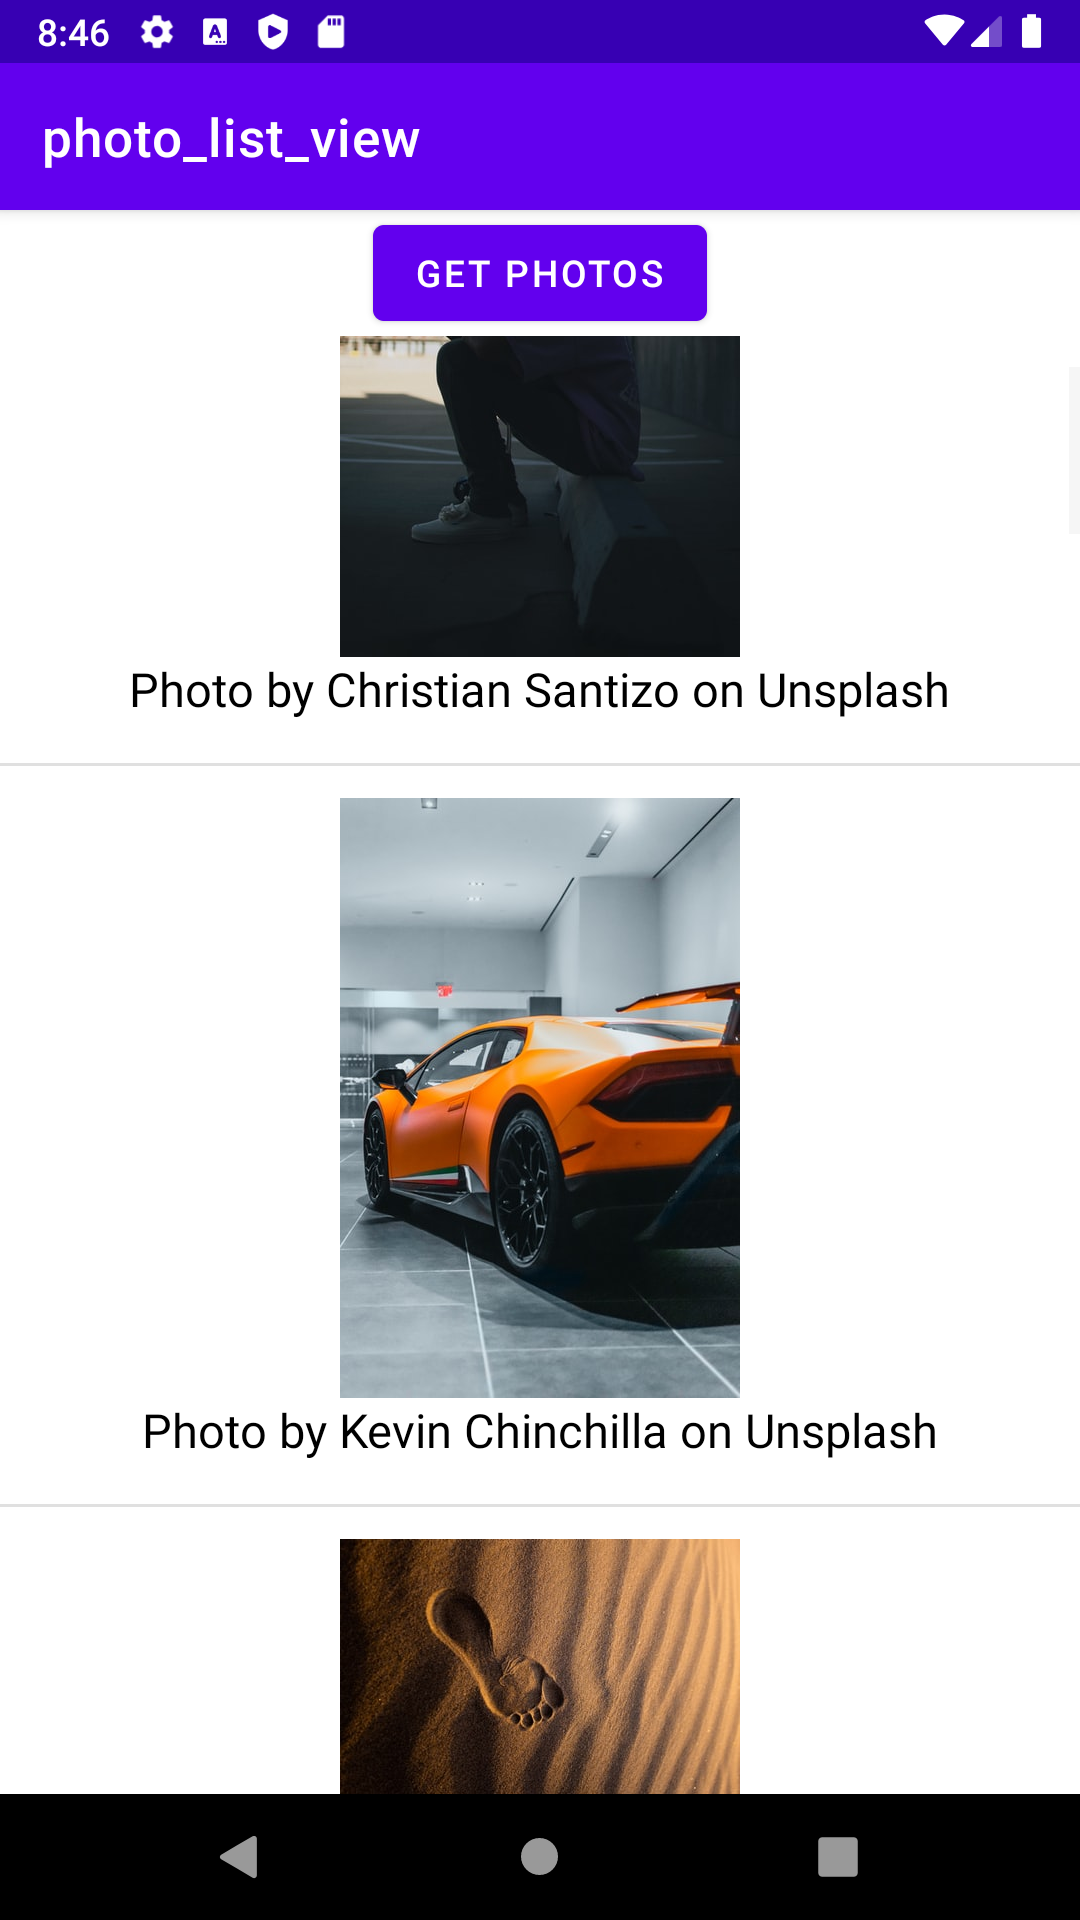 8:46
photo_list_view
GET PHOTOS
Photo by Christian Santizo on Unsplash
Photo by Kevin Chinchilla on Unsplash